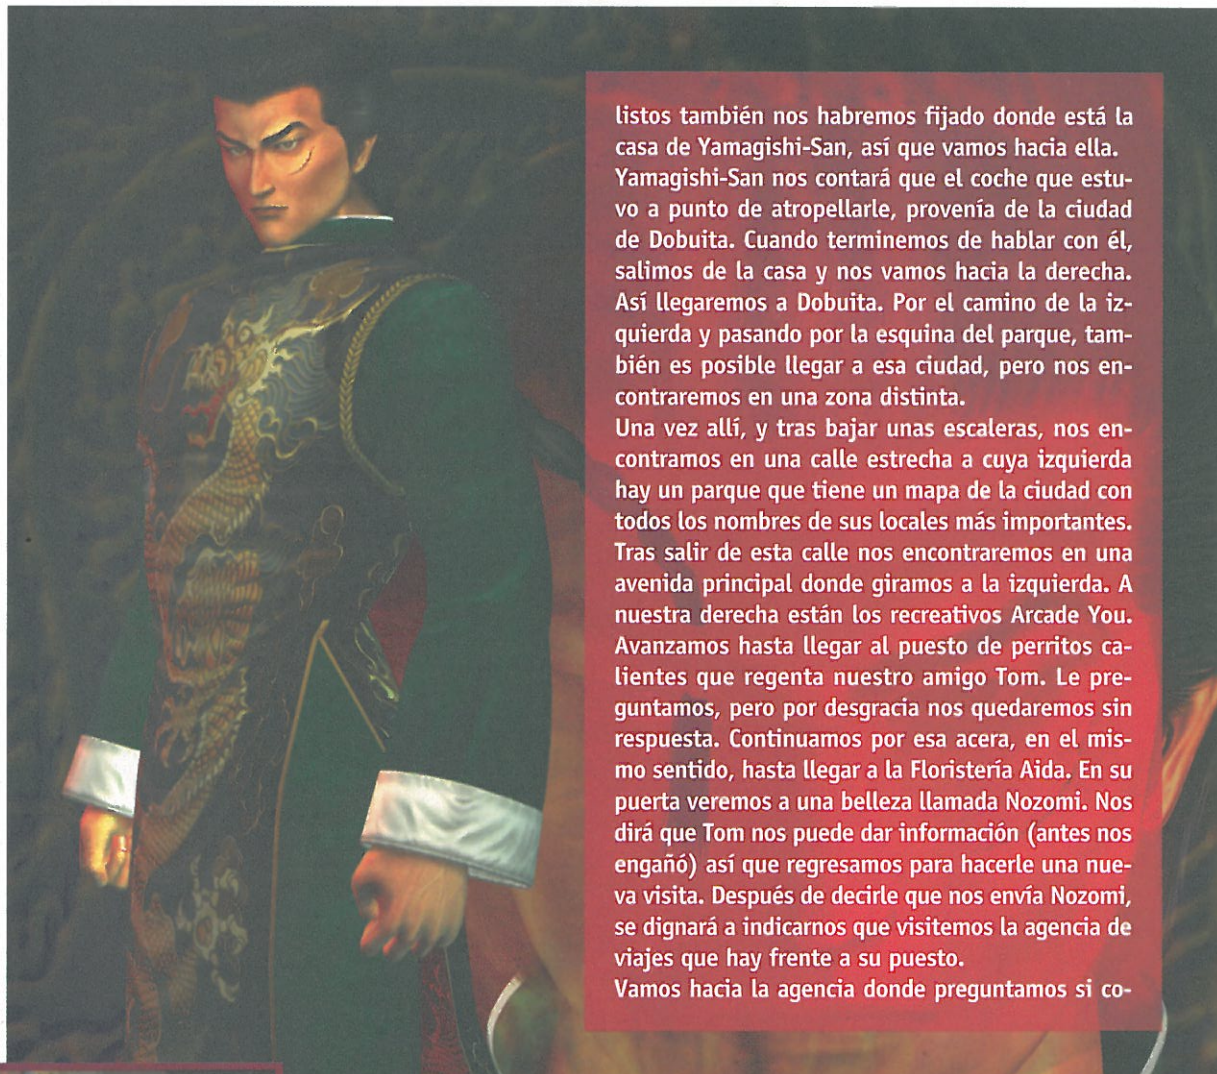 listos también nos habremos fijado donde está la
casa de Yamagishi-San, así que vamos hacia ella.
Yamagishi-San nos contará que el coche que estu-
vo a punto de atropellarle, provenía de la ciudad
de Dobuita. Cuando terminemos de hablar con él,
salimos de la casa y nos vamos hacia la derecha.
Así llegaremos a Dobuita. Por el camino de la iz-
quierda y pasando por la esquina del parque, tam-
bién es posible llegar a esa ciudad, pero nos en-
contraremos en una zona distinta.
Una vez allí, y tras bajar unas escaleras, nos en-
contramos en una calle estrecha a cuya izquierda
hay un parque que tiene un mapa de la ciudad con
todos los nombres de sus locales más importantes.
Tras salir de esta calle nos encontraremos en una
avenida principal donde giramos a la izquierda. A
nuestra derecha están los recreativos Arcade You.
Avanzamos hasta llegar al puesto de perritos ca-
lientes que regenta nuestro amigo Tom. Le pre-
guntamos, pero por desgracia nos quedaremos sin
respuesta. Continuamos por esa acera, en el mis-
mo sentido, hasta llegar a la Floristería Aida. En su
puerta veremos a una belleza llamada Nozomi. Nos
dirá que Tom nos puede dar información (antes nos
engañó) así que regresamos para hacerle una nue-
va visita. Después de decirle que nos envía Nozomi,
se dignará a indicarnos que visitemos la agencia de
viajes que hay frente a su puesto.
Vamos hacia la agencia donde preguntamos si co-